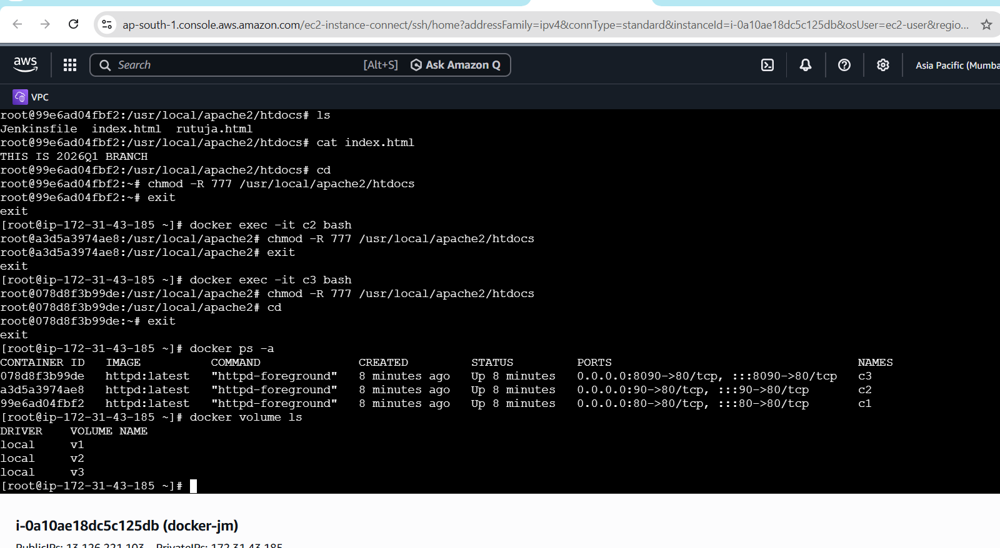 ap-south-1.console.aws.amazon.com/ec2-instance-connect/ssh/home?addressFamily=ipv4&connType=standard&instanceId=i-0a10ae18dc5c125db&osUser=ec2-user&regio...
aws Search [Alt+S] Ask Amazon Q Asia Pacific (Mumba
VPC
root@99e6ad04fbf2:/usr/local/apache2/htdocs# ls
Jenkinsfile  index.html  rutuja.html
root@99e6ad04fbf2:/usr/local/apache2/htdocs# cat index.html
THIS IS 2026Q1 BRANCH
root@99e6ad04fbf2:/usr/local/apache2/htdocs# cd
root@99e6ad04fbf2:~# chmod -R 777 /usr/local/apache2/htdocs
root@99e6ad04fbf2:~# exit
exit
[root@ip-172-31-43-185 ~]# docker exec -it c2 bash
root@a3d5a3974ae8:/usr/local/apache2# chmod -R 777 /usr/local/apache2/htdocs
root@a3d5a3974ae8:/usr/local/apache2# exit
exit
[root@ip-172-31-43-185 ~]# docker exec -it c3 bash
root@078d8f3b99de:/usr/local/apache2# chmod -R 777 /usr/local/apache2/htdocs
root@078d8f3b99de:/usr/local/apache2# cd
root@078d8f3b99de:~# exit
exit
[root@ip-172-31-43-185 ~]# docker ps -a
CONTAINER ID   IMAGE          COMMAND              CREATED         STATUS         PORTS                                   NAMES
078d8f3b99de   httpd:latest   "httpd-foreground"   8 minutes ago   Up 8 minutes   0.0.0.0:8090->80/tcp, :::8090->80/tcp   c3
a3d5a3974ae8   httpd:latest   "httpd-foreground"   8 minutes ago   Up 8 minutes   0.0.0.0:90->80/tcp, :::90->80/tcp       c2
99e6ad04fbf2   httpd:latest   "httpd-foreground"   8 minutes ago   Up 8 minutes   0.0.0.0:80->80/tcp, :::80->80/tcp       c1
[root@ip-172-31-43-185 ~]# docker volume ls
DRIVER    VOLUME NAME
local     v1
local     v2
local     v3
[root@ip-172-31-43-185 ~]#
i-0a10ae18dc5c125db (docker-jm)
PublicIPs: 13.126.221.103 PrivateIPs: 172.31.43.185